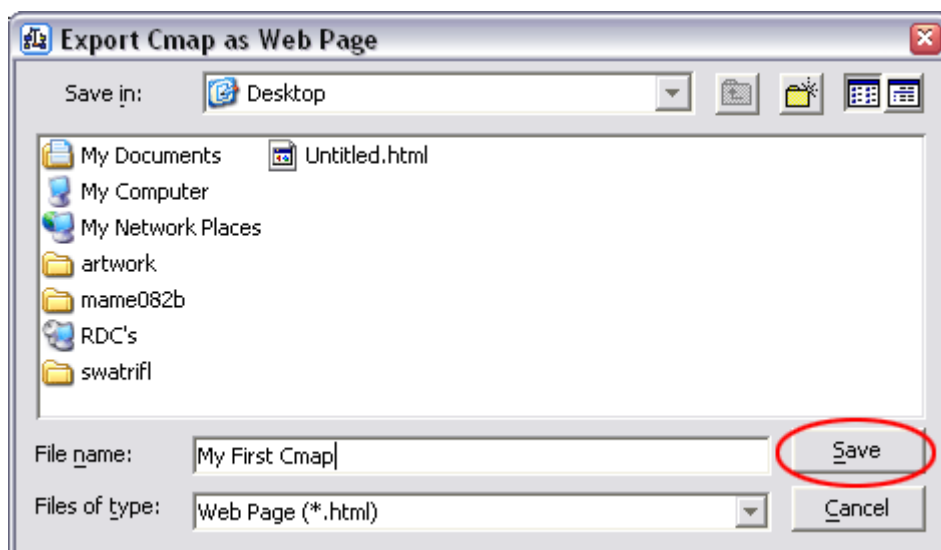 Export Cmap as Web Page
Save in: Desktop
My Documents Untitled.html
My Computer
My Network Places
artwork
mame082b
RDC's
swatrifl
File name: My First Cmap Save
Files of type: Web Page (*.html) Cancel